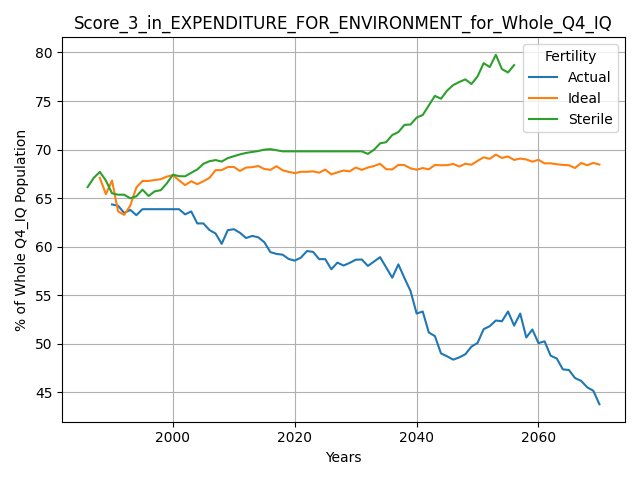 Score_3_in_EXPENDITURE_FOR_ENVIRONMENT_for_Whole_Q4_IQ
Fertility
Actual
Ideal
Sterile
% of Whole Q4_IQ Population
80
75
70
65
60
55
50
45
2000
2020
2040
2060
Years